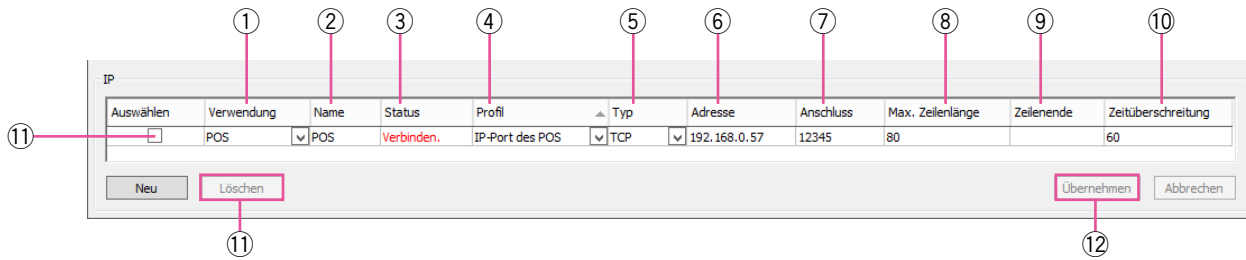 ① ② ③ ④ ⑤ ⑥ ⑦ ⑧ ⑨ ⑩
IP
Auswählen Verwendung Name Status Profil Typ Adresse Anschluss Max. Zeilenlänge Zeilenende Zeitüberschreitung
⑪ POS POS Verbinden. IP-Port des POS TCP 192.168.0.57 12345 80 60
Neu Löschen Übernehmen Abbrechen
⑪ ⑫